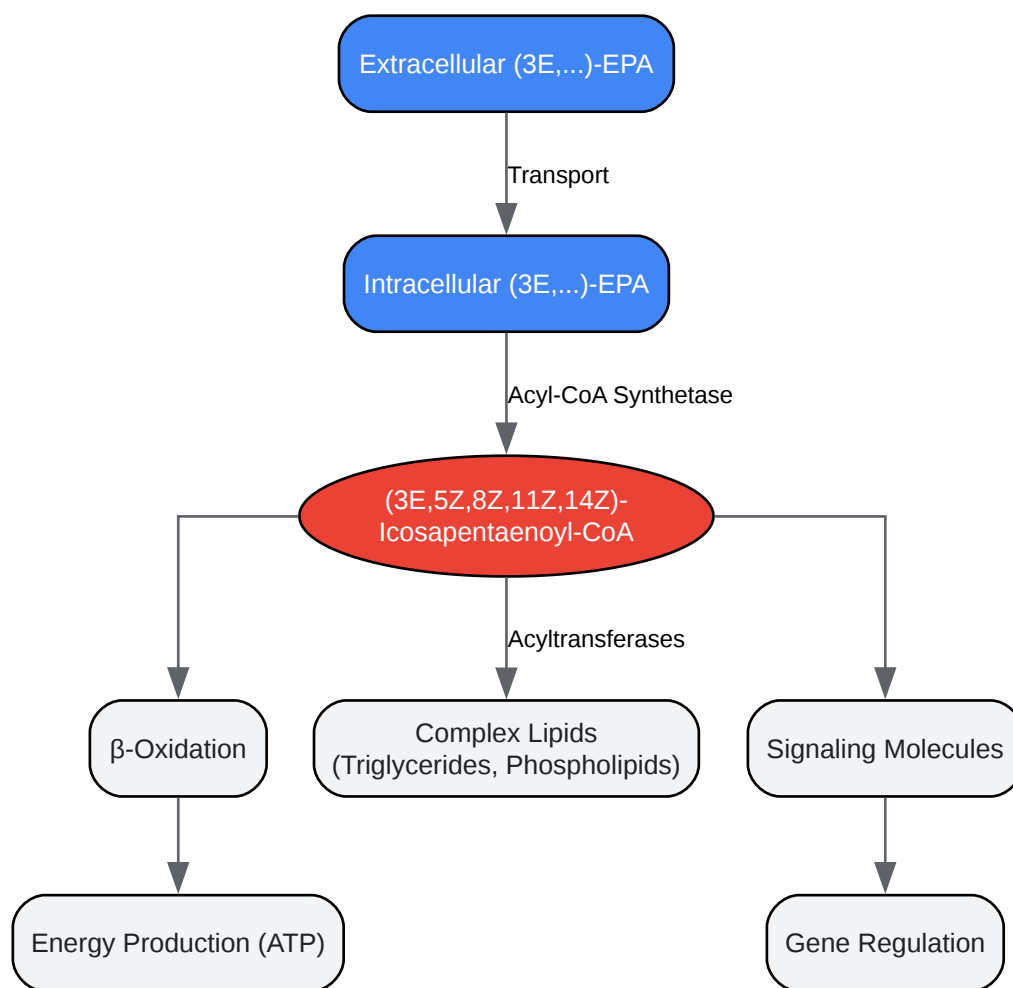 Extracellular (3E,...)-EPA
Transport
Intracellular (3E,...)-EPA
Acyl-CoA Synthetase
(3E,5Z,8Z,11Z,14Z)-
Icosapentaenoyl-CoA
Acyltransferases
β-Oxidation
Complex Lipids
(Triglycerides, Phospholipids)
Signaling Molecules
Energy Production (ATP)
Gene Regulation